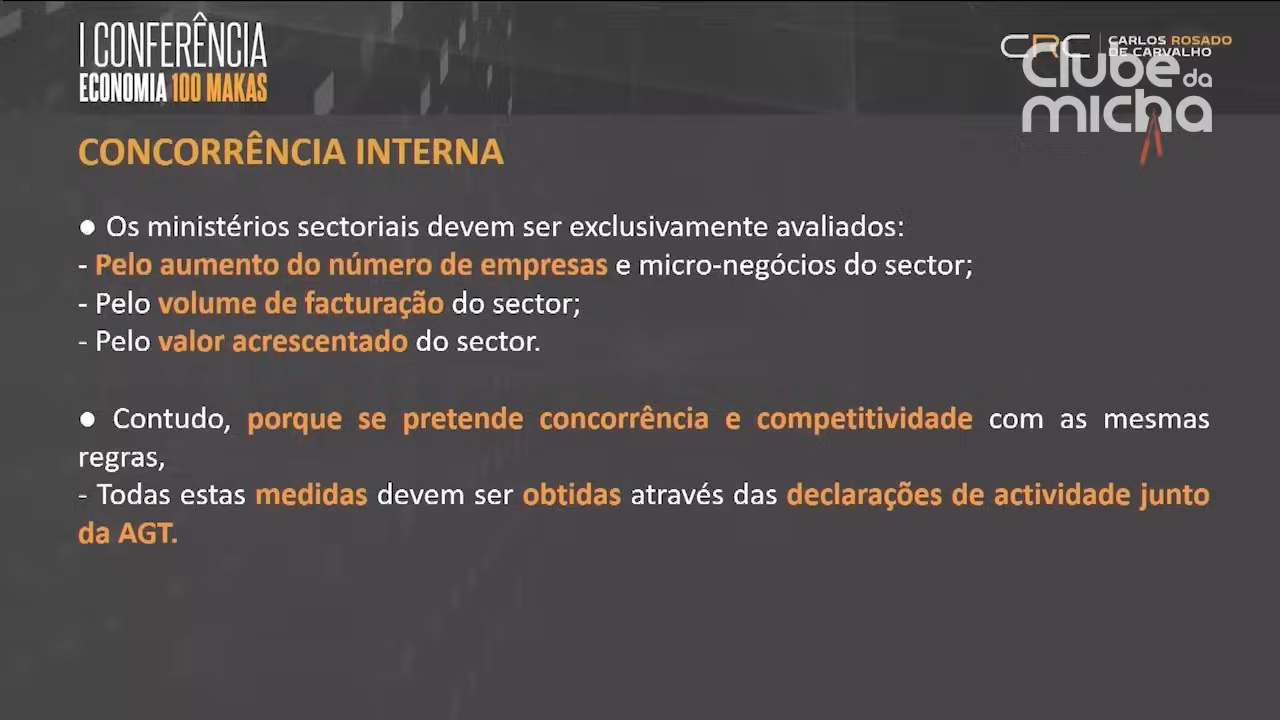 I CONFERÊNCIA
ECONOMIA 100 MAKAS
CRC CARLOS ROSADO
DE CARVALHO
Clube da
micha
CONCORRÊNCIA INTERNA
● Os ministérios sectoriais devem ser exclusivamente avaliados:
- Pelo aumento do número de empresas e micro-negócios do sector;
- Pelo volume de facturação do sector;
- Pelo valor acrescentado do sector.
● Contudo, porque se pretende concorrência e competitividade com as mesmas
regras,
- Todas estas medidas devem ser obtidas através das declarações de actividade junto
da AGT.